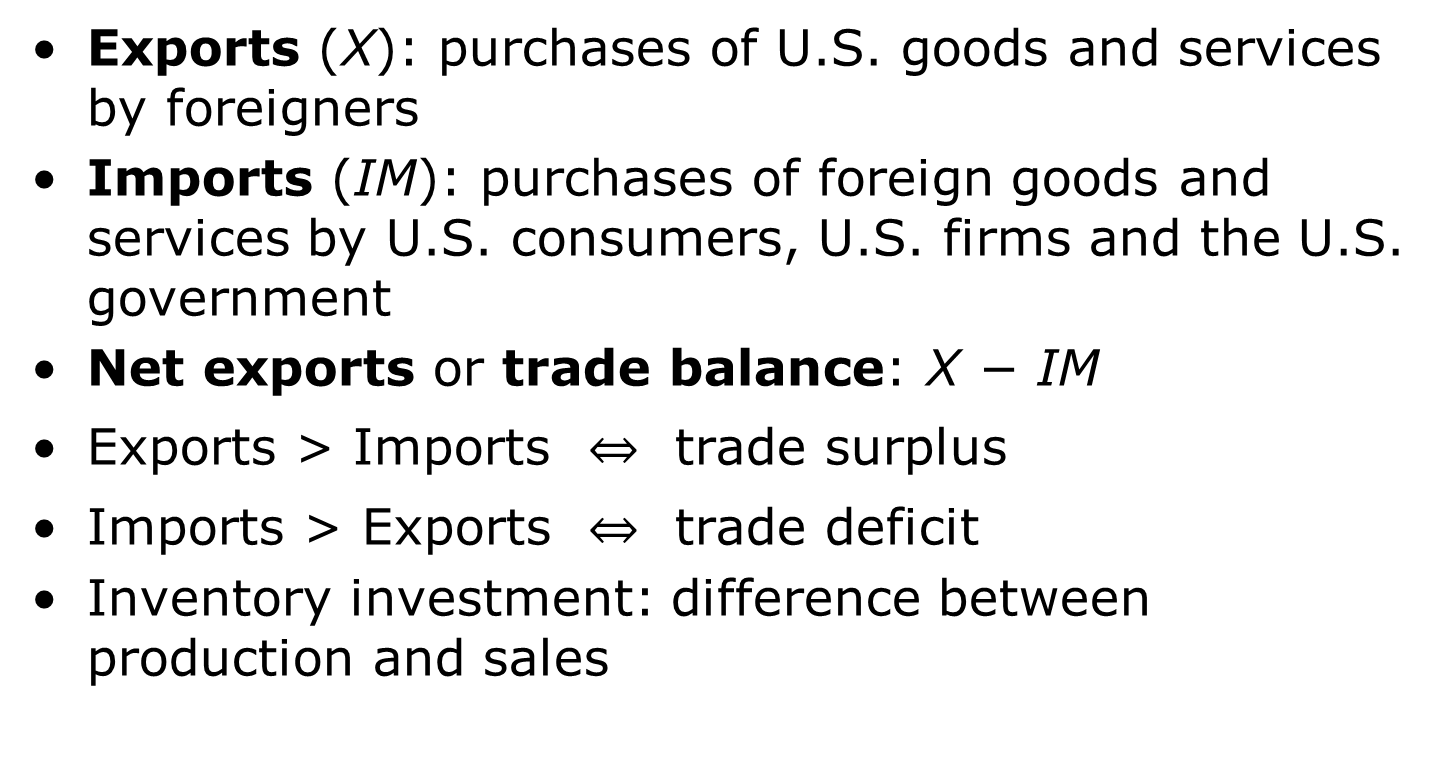 • Exports (X): purchases of U.S. goods and services
by foreigners
• Imports (IM): purchases of foreign goods and
services by U.S. consumers, U.S. firms and the U.S.
government
• Net exports or trade balance: X − IM
• Exports > Imports ⇔ trade surplus
• Imports > Exports ⇔ trade deficit
• Inventory investment: difference between
production and sales